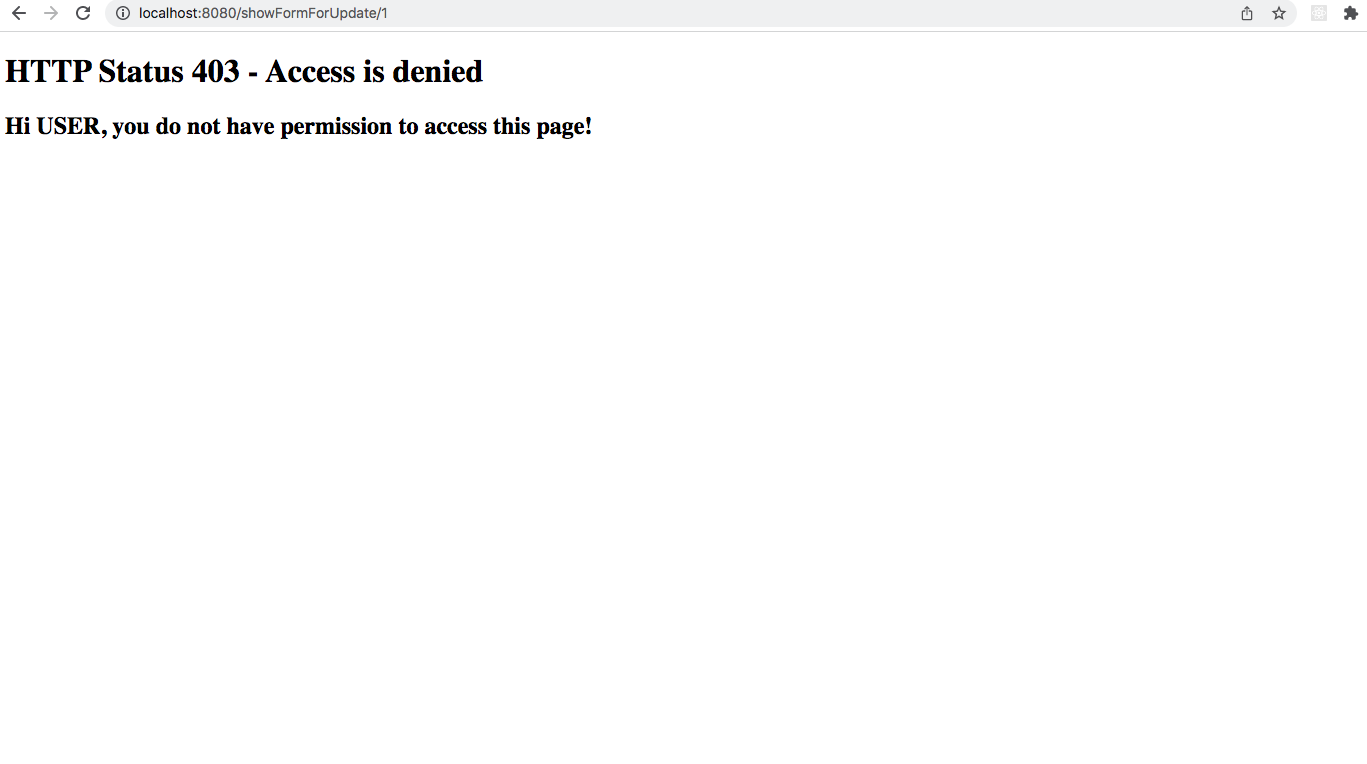 localhost:8080/showFormForUpdate/1
HTTP Status 403 - Access is denied
Hi USER, you do not have permission to access this page!